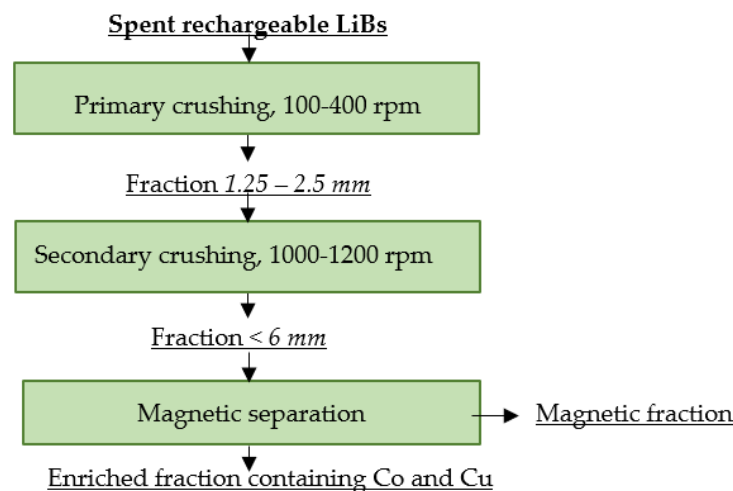 Spent rechargeable LiBs
Primary crushing, 100-400 rpm
Fraction 1.25 – 2.5 mm
Secondary crushing, 1000-1200 rpm
Fraction < 6 mm
Magnetic separation
Magnetic fraction
Enriched fraction containing Co and Cu